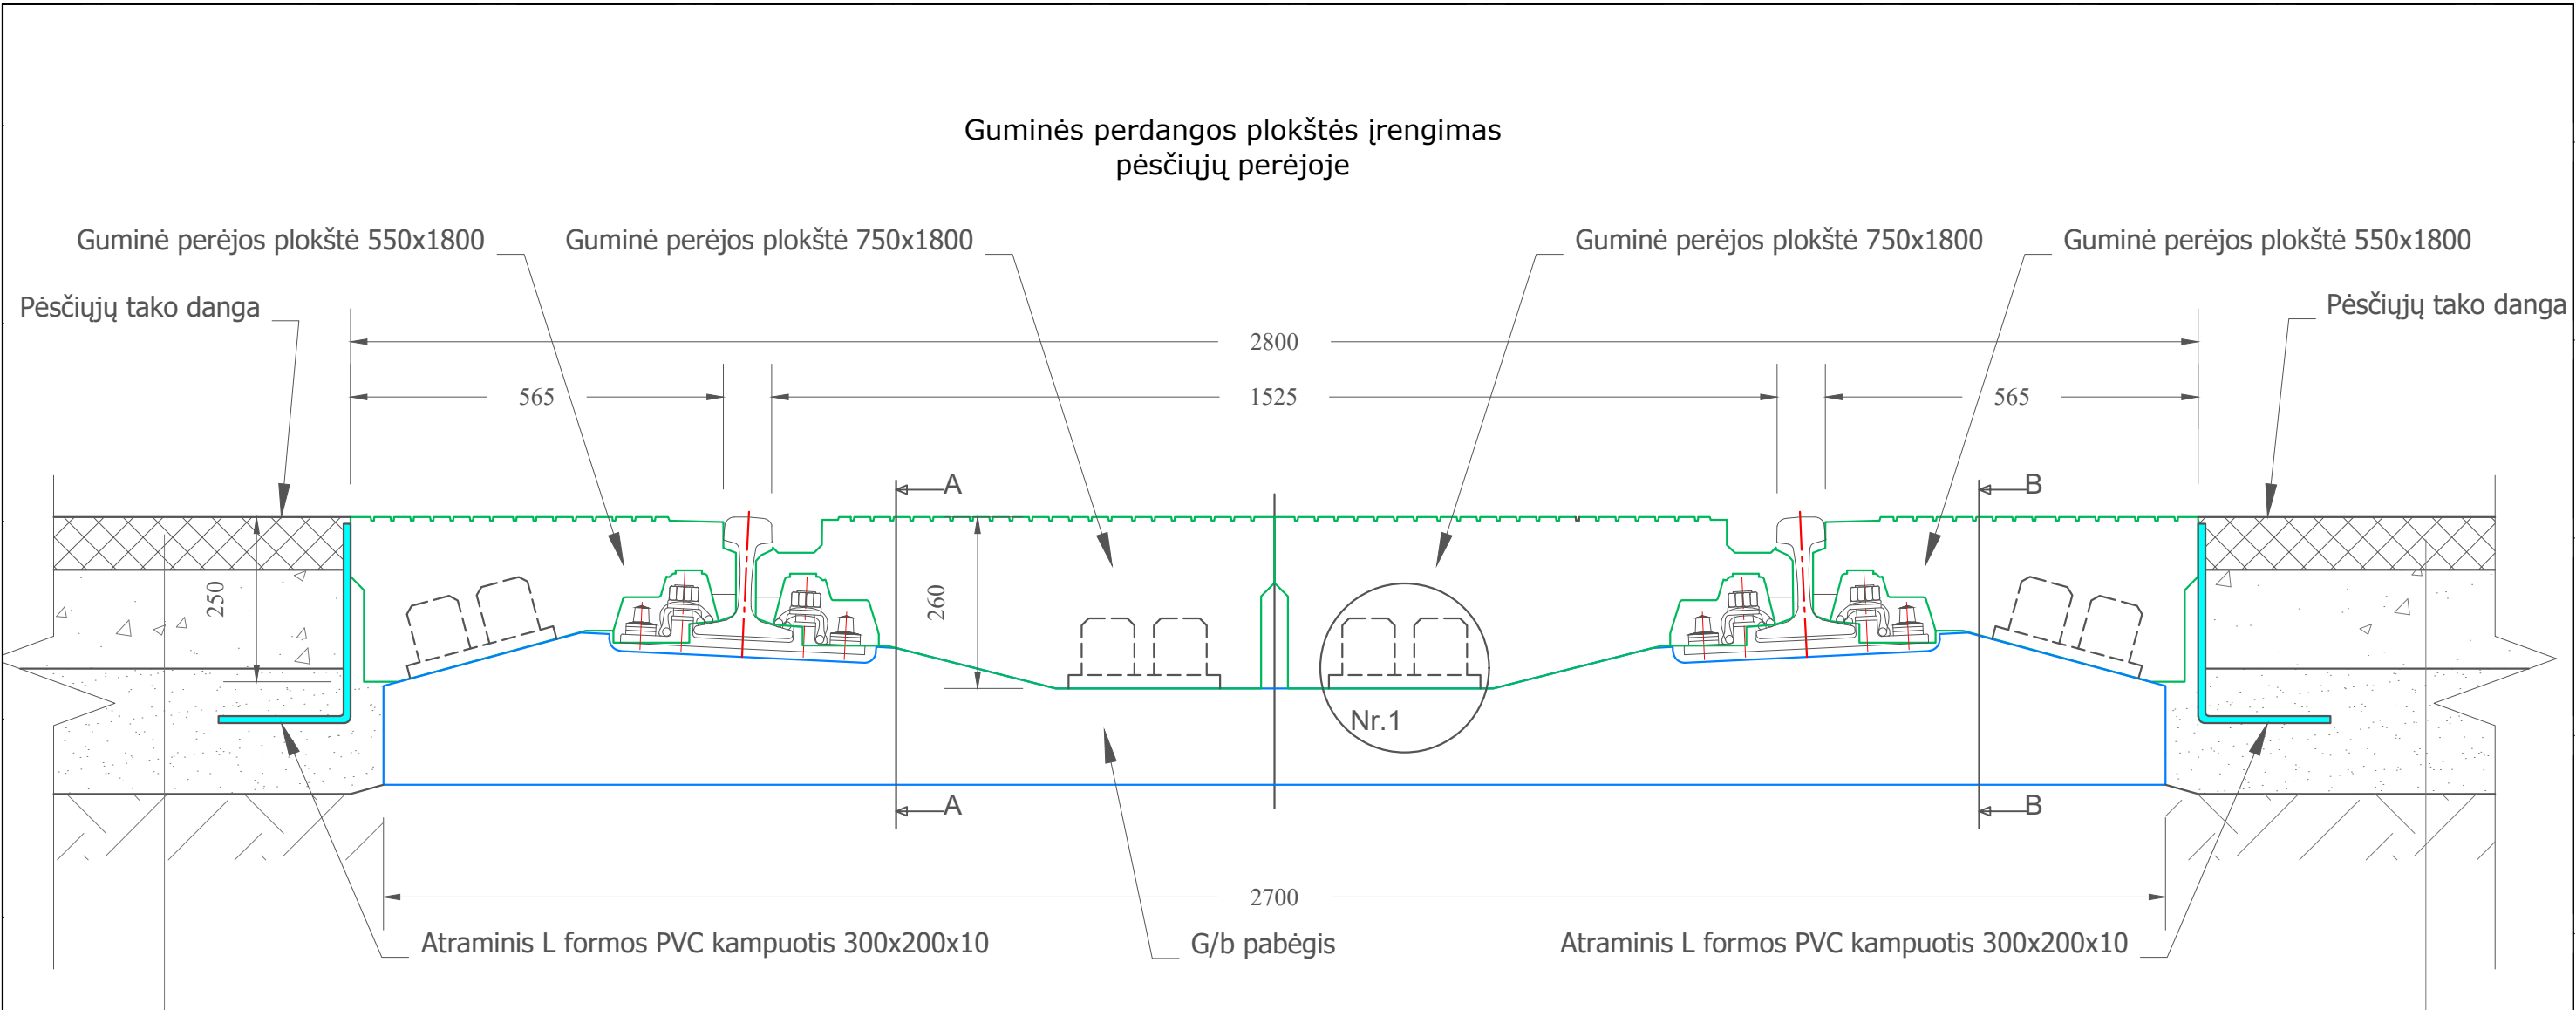 Guminės perdangos plokštės įrengimas
pėsčiųjų perėjoje
Guminė perėjos plokštė 550x1800
Guminė perėjos plokštė 750x1800
Guminė perėjos plokštė 750x1800
Guminė perėjos plokštė 550x1800
Pėsčiųjų tako danga
Pėsčiųjų tako danga
2800
565
1525
565
A
B
250
260
Nr.1
A
B
2700
Atraminis L formos PVC kampuotis 300x200x10
G/b pabėgis
Atraminis L formos PVC kampuotis 300x200x10